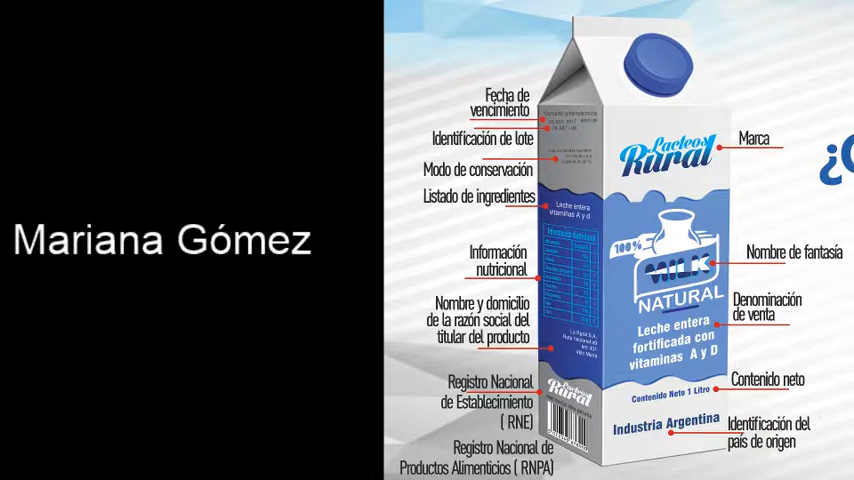 Mariana Gómez
Fecha de
vencimiento
Identificación de lote
Modo de conservación
Listado de ingredientes
Información
nutricional
Nombre y domicilio
de la razón social del
titular del producto
Registro Nacional
de Establecimiento
( RNE)
Registro Nacional de
Productos Alimenticios ( RNPA)
Leche entera
vitaminas A y d
Información Nutricional
Lacteos
Rural
Lacteos
Rural
100%
MILK
NATURAL
Leche entera
fortificada con
vitaminas A y D
Contenido Neto 1 Litro
Industria Argentina
Marca
Nombre de fantasía
Denominación
de venta
Contenido neto
Identificación del
país de origen